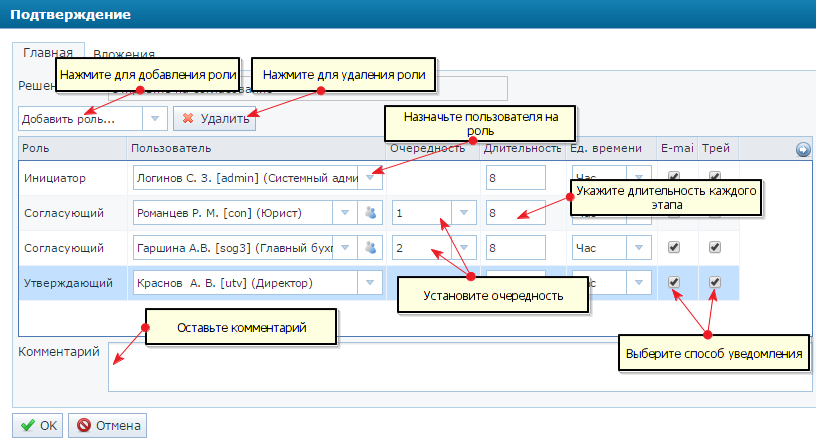 Подтверждение
Главная Вложения
Нажмите для добавления роли Нажмите для удаления роли
Решен
Добавить роль... Удалить
Назначьте пользователя на
роль
Роль Пользователь Очередность Длительность Ед. времени E-mai Трей
Инициатор Логинов С. З. [admin] (Системный адми 8 Час
Укажите длительность каждого
этапа
Согласующий Романцев Р. М. [con] (Юрист) 1 8
Согласующий Гаршина А.В. [sog3] (Главный бухг 2 8 Час
Утверждающий Краснов А. В. [utv] (Директор)
Установите очередность
Оставьте комментарий
Выберите способ уведомления
Комментарий
OK Отмена